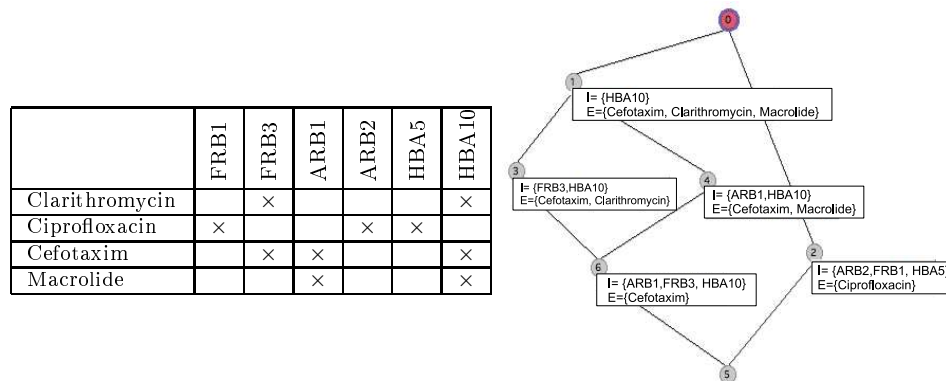 FRB1 FRB3 ARB1 ARB2 HBA5 HBA10
Clarithromycin × ×
Ciprofloxacin × × ×
Cefotaxim × × ×
Macrolide × ×
0
1
I= {HBA10}
E={Cefotaxim, Clarithromycin, Macrolide}
3
I= {FRB3,HBA10}
E={Cefotaxim, Clarithromycin}
4
I= {ARB1,HBA10}
E={Cefotaxim, Macrolide}
2
I= {ARB2,FRB1, HBA5}
E={Ciprofloxacin}
6
I= {ARB1,FRB3, HBA10}
E={Cefotaxim}
5